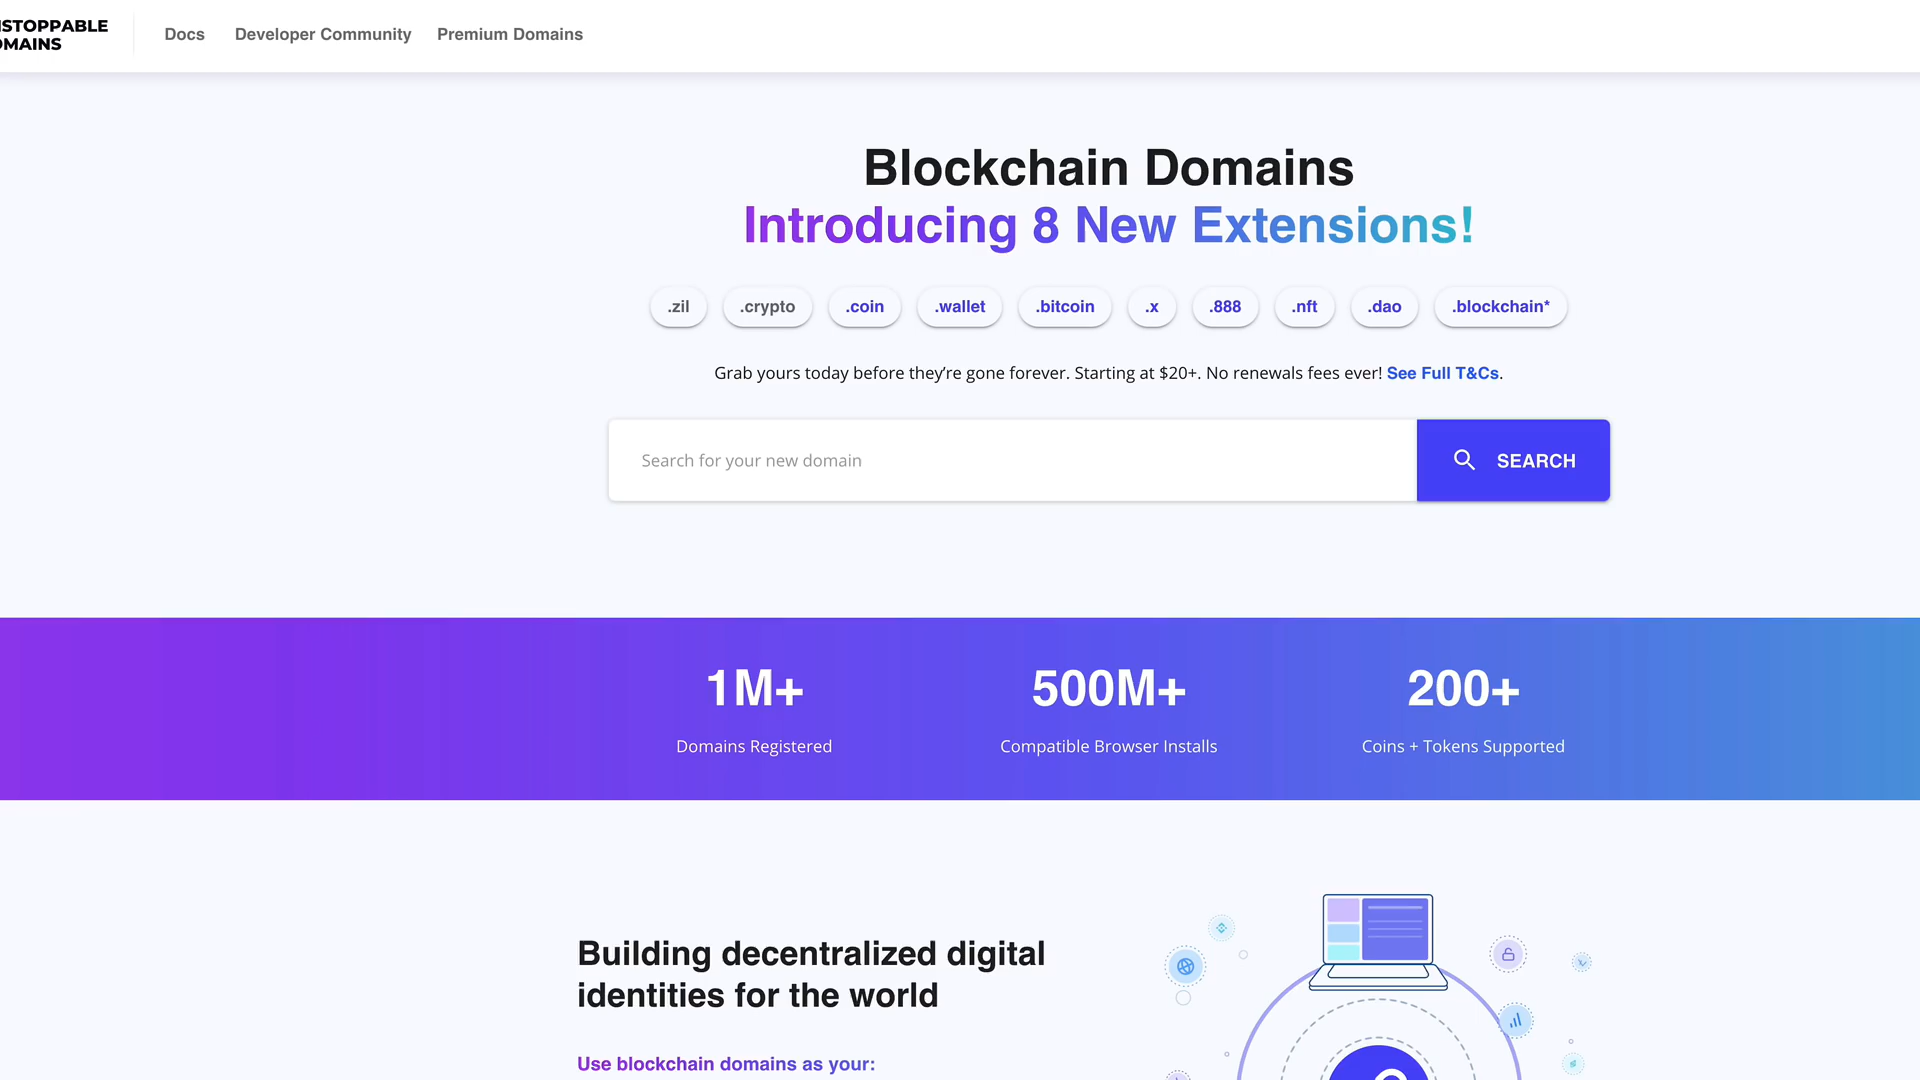 NSTOPPABLE
OMAINS
Docs
Developer Community
Premium Domains
Blockchain Domains
Introducing 8 New Extensions!
.zil
.crypto
.coin
.wallet
.bitcoin
.x
.888
.nft
.dao
.blockchain*
Grab yours today before they’re gone forever. Starting at $20+. No renewals fees ever! See Full T&Cs.
Search for your new domain
SEARCH
1M+
Domains Registered
500M+
Compatible Browser Installs
200+
Coins + Tokens Supported
Building decentralized digital
identities for the world
Use blockchain domains as your: